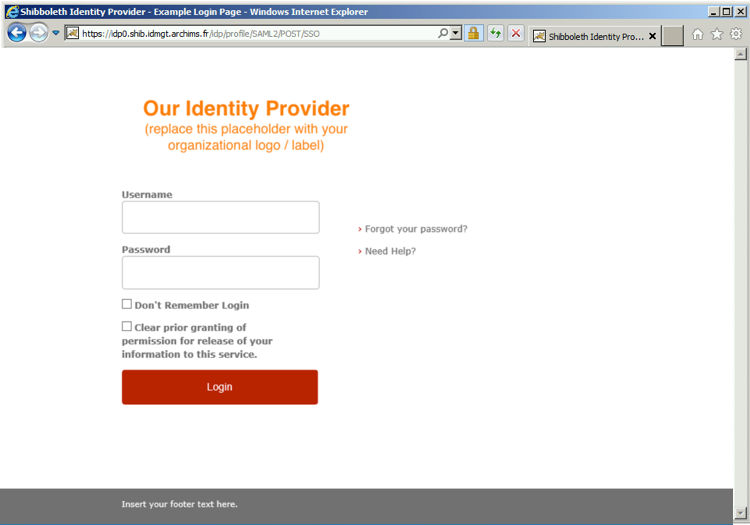 Shibboleth Identity Provider - Example Login Page - Windows Internet Explorer
https://idp0.shib.idmgt.archims.fr/idp/profile/SAML2/POST/SSO
Shibboleth Identity Pro...
Our Identity Provider
(replace this placeholder with your
organizational logo / label)
Username
› Forgot your password?
Password
› Need Help?
Don't Remember Login
Clear prior granting of
permission for release of your
information to this service.
Login
Insert your footer text here.